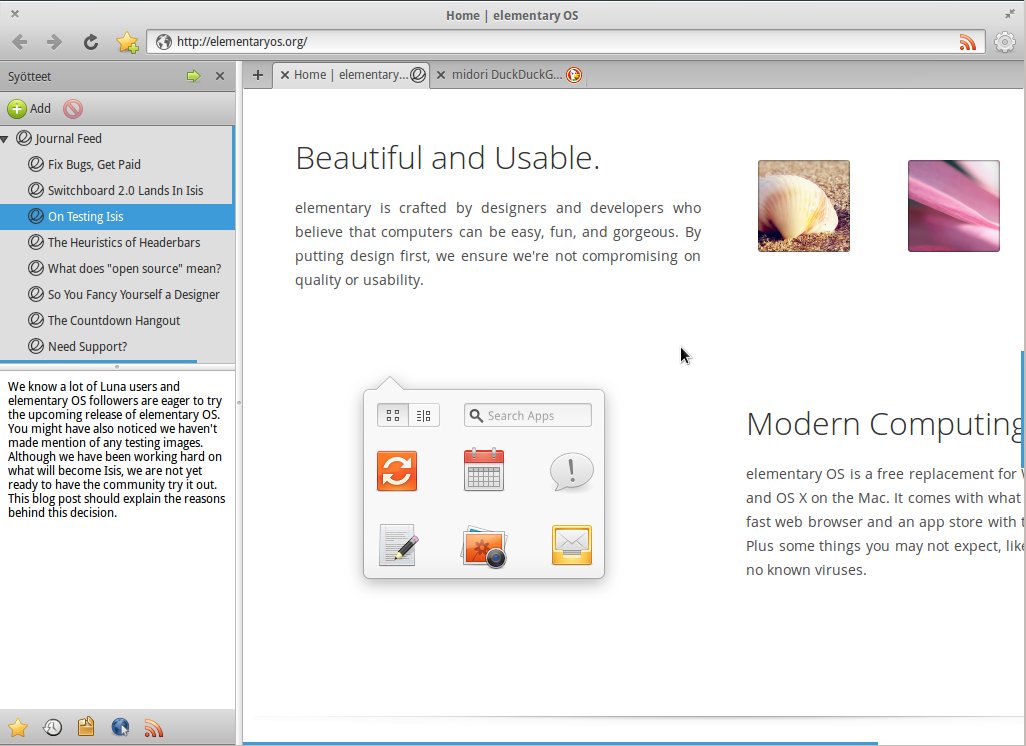 Home | elementary OS
http://elementaryos.org/
Syötteet
Home | elementary...
midori DuckDuckG...
Add
Journal Feed
Fix Bugs, Get Paid
Switchboard 2.0 Lands In Isis
On Testing Isis
The Heuristics of Headerbars
What does "open source" mean?
So You Fancy Yourself a Designer
The Countdown Hangout
Need Support?
We know a lot of Luna users and
elementary OS followers are eager to try
the upcoming release of elementary OS.
You might have also noticed we haven't
made mention of any testing images.
Although we have been working hard on
what will become Isis, we are not yet
ready to have the community try it out.
This blog post should explain the reasons
behind this decision.
Beautiful and Usable.
elementary is crafted by designers and developers who
believe that computers can be easy, fun, and gorgeous. By
putting design first, we ensure we're not compromising on
quality or usability.
Search Apps
Modern Computing
elementary OS is a free replacement for
and OS X on the Mac. It comes with what
fast web browser and an app store with
Plus some things you may not expect, like
no known viruses.